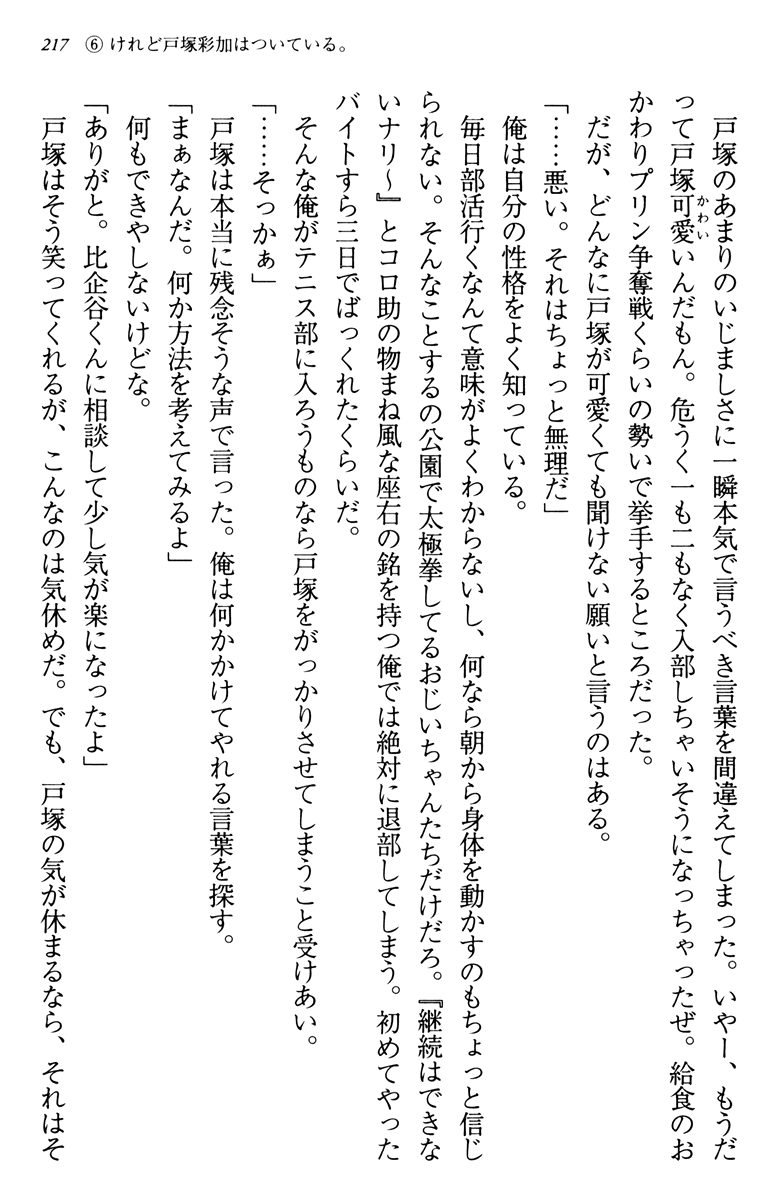 217　⑥けれど戸塚彩加はついている。
戸塚のあまりのいじましさに一瞬本気で言うべき言葉を間違えてしまった。いやー、もうだ
って戸塚可愛いんだもん。危うく一も二もなく入部しちゃいそうになっちゃったぜ。給食のお
かわい
かわりプリン争奪戦くらいの勢いで挙手するところだった。
だが、どんなに戸塚が可愛くても聞けない願いと言うのはある。
「……悪い。それはちょっと無理だ」
俺は自分の性格をよく知っている。
毎日部活行くなんて意味がよくわからないし、何なら朝から身体を動かすのもちょっと信じ
られない。そんなことするの公園で太極拳してるおじいちゃんたちだけだろ。『継続はできな
いナリ〜』とコロ助の物まね風な座右の銘を持つ俺では絶対に退部してしまう。初めてやった
バイトすら三日でばっくれたくらいだ。
そんな俺がテニス部に入ろうものなら戸塚をがっかりさせてしまうこと受けあい。
「……そっかぁ」
戸塚は本当に残念そうな声で言った。俺は何かかけてやれる言葉を探す。
「まぁなんだ。何か方法を考えてみるよ」
何もできやしないけどな。
「ありがと。比企谷くんに相談して少し気が楽になったよ」
戸塚はそう笑ってくれるが、こんなのは気休めだ。でも、戸塚の気が休まるなら、それはそ